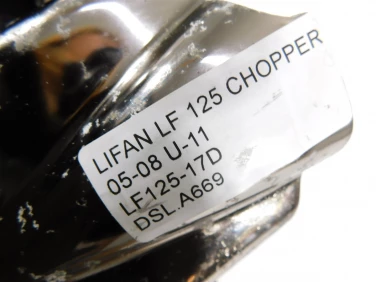 LIFAN LF 125 CHOPPER
05-08 U-11
LF125-17D
DSL.A669